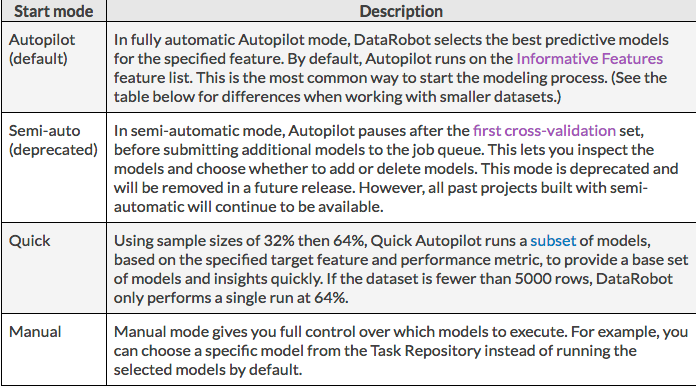 Start mode Description
Autopilot (default) In fully automatic Autopilot mode, DataRobot selects the best predictive models
for the specified feature. By default, Autopilot runs on the Informative Features
feature list. This is the most common way to start the modeling process. (See the
table below for differences when working with smaller datasets.)
Semi-auto (deprecated) In semi-automatic mode, Autopilot pauses after the first cross-validation set,
before submitting additional models to the job queue. This lets you inspect the
models and choose whether to add or delete models. This mode is deprecated and
will be removed in a future release. However, all past projects built with semi-
automatic will continue to be available.
Quick Using sample sizes of 32% then 64%, Quick Autopilot runs a subset of models,
based on the specified target feature and performance metric, to provide a base set
of models and insights quickly. If the dataset is fewer than 5000 rows, DataRobot
only performs a single run at 64%.
Manual Manual mode gives you full control over which models to execute. For example, you
can choose a specific model from the Task Repository instead of running the
selected models by default.